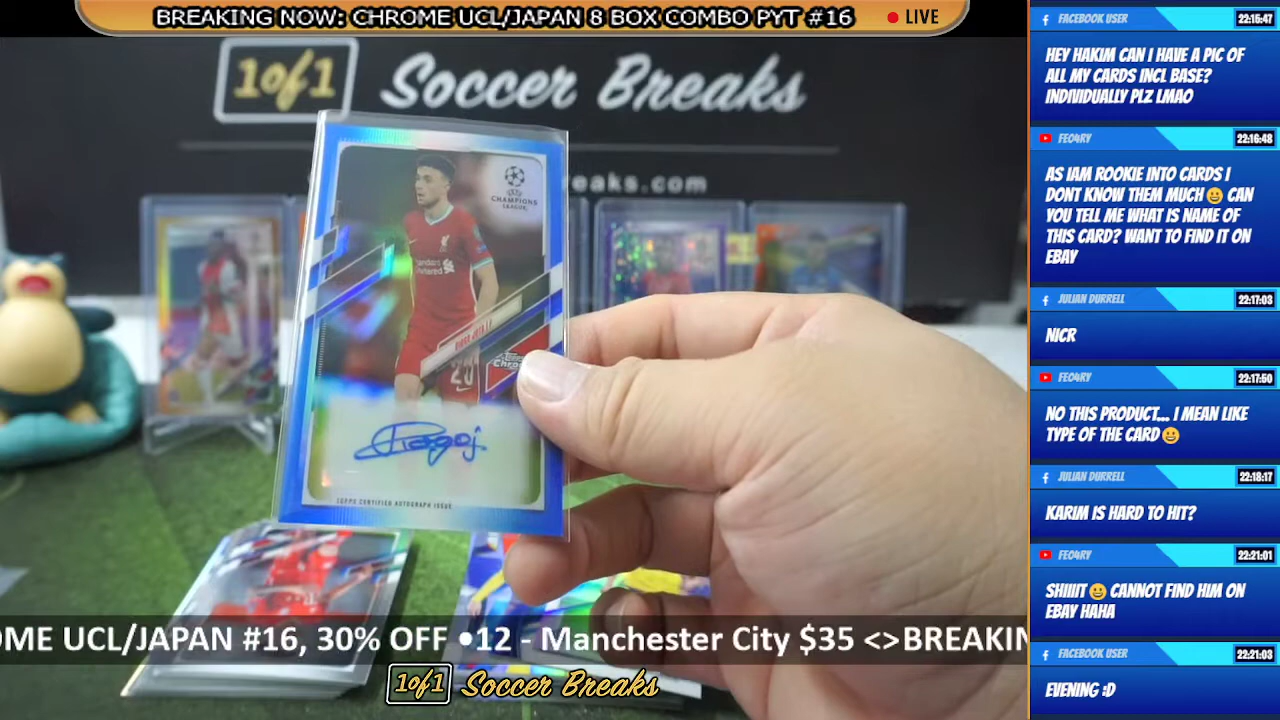 BREAKING NOW: CHROME UCL/JAPAN 8 BOX COMBO PYT #16
LIVE
1of1 Soccer Breaks
eaks.com
UEFA
CHAMPIONS
LEAGUE
20
Topps
Chrome
TOPPS CERTIFIED AUTOGRAPH ISSUE
OME UCL/JAPAN #16, 30% OFF •12 - Manchester City $35 <>BREAKIN
1of1 Soccer Breaks
FACEBOOK USER 22:15:47
HEY HAKIM CAN I HAVE A PIC OF
ALL MY CARDS INCL BASE?
INDIVIDUALLY PLZ LMAO
FEO4RY 22:16:48
AS IAM ROOKIE INTO CARDS I
DONT KNOW THEM MUCH😀 CAN
YOU TELL ME WHAT IS NAME OF
THIS CARD? WANT TO FIND IT ON
EBAY
JULIAN DURRELL 22:17:03
NICR
FEO4RY 22:17:50
NO THIS PRODUCT... I MEAN LIKE
TYPE OF THE CARD😀
JULIAN DURRELL 22:18:17
KARIM IS HARD TO HIT?
FEO4RY 22:21:01
SHIIIIT😀 CANNOT FIND HIM ON
EBAY HAHA
FACEBOOK USER 22:21:03
EVENING :D